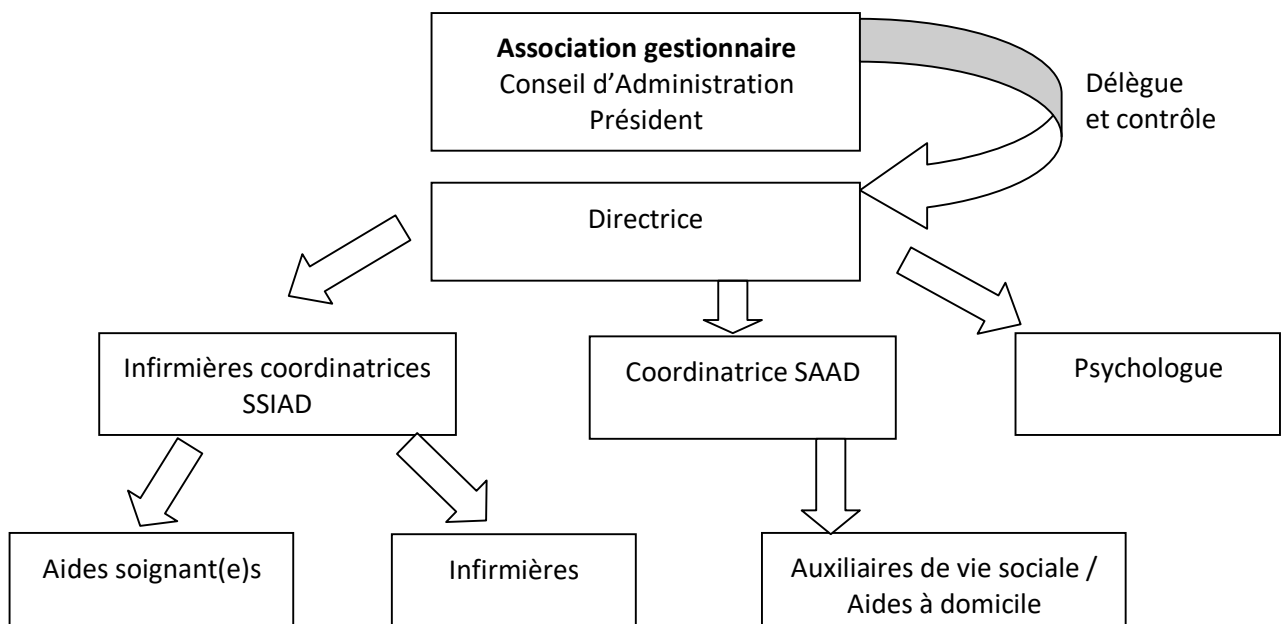 Association gestionnaire
Conseil d’Administration
Président
Délègue
et contrôle
Directrice
Infirmières coordinatrices
SSIAD
Coordinatrice SAAD
Psychologue
Aides soignant(e)s
Infirmières
Auxiliaires de vie sociale /
Aides à domicile